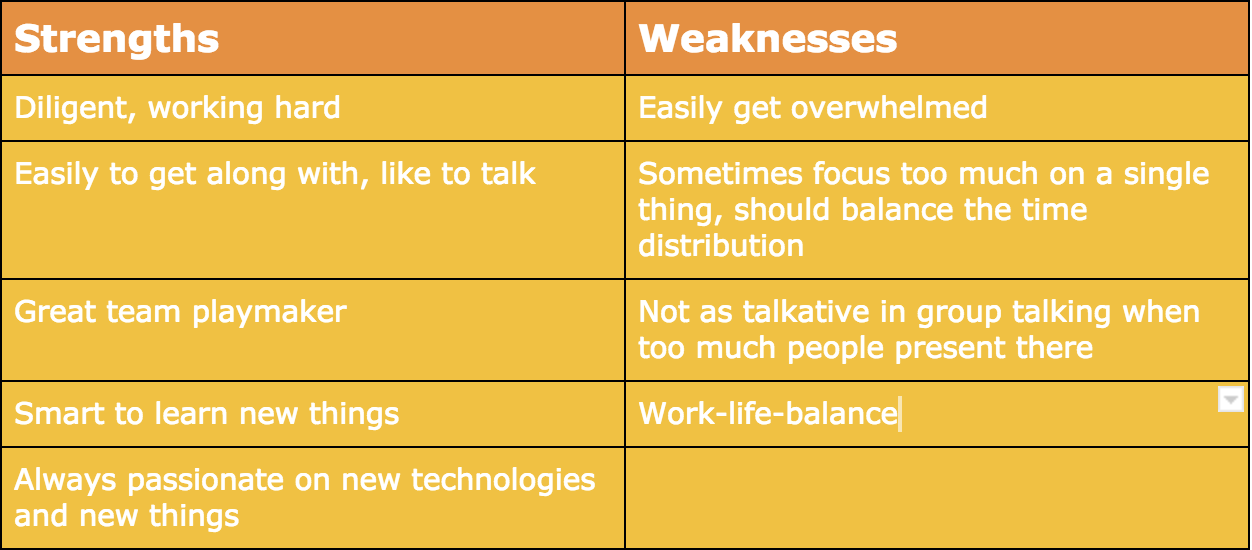 Strengths
Weaknesses
Diligent, working hard
Easily get overwhelmed
Easily to get along with, like to talk
Sometimes focus too much on a single
thing, should balance the time
distribution
Great team playmaker
Not as talkative in group talking when
too much people present there
Smart to learn new things
Work-life-balance
Always passionate on new technologies
and new things